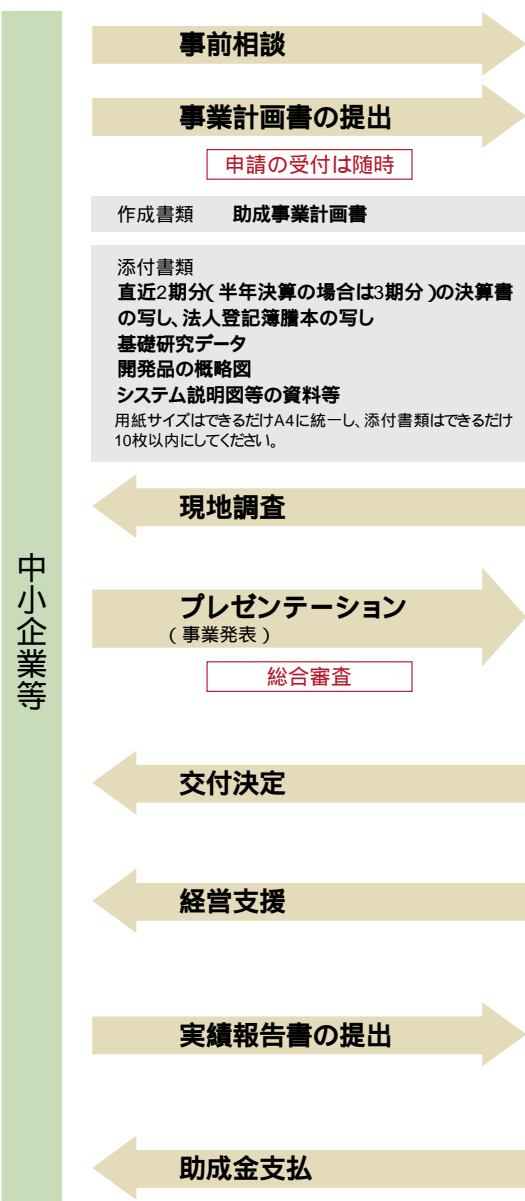 中小企業等
事前相談
事業計画書の提出
申請の受付は随時
作成書類 助成事業計画書
添付書類
直近2期分(半年決算の場合は3期分)の決算書
の写し、法人登記簿謄本の写し
基礎研究データ
開発品の概略図
システム説明図等の資料等
用紙サイズはできるだけA4に統一し、添付書類はできるだけ
10枚以内にしてください。
現地調査
プレゼンテーション
(事業発表)
総合審査
交付決定
経営支援
実績報告書の提出
助成金支払